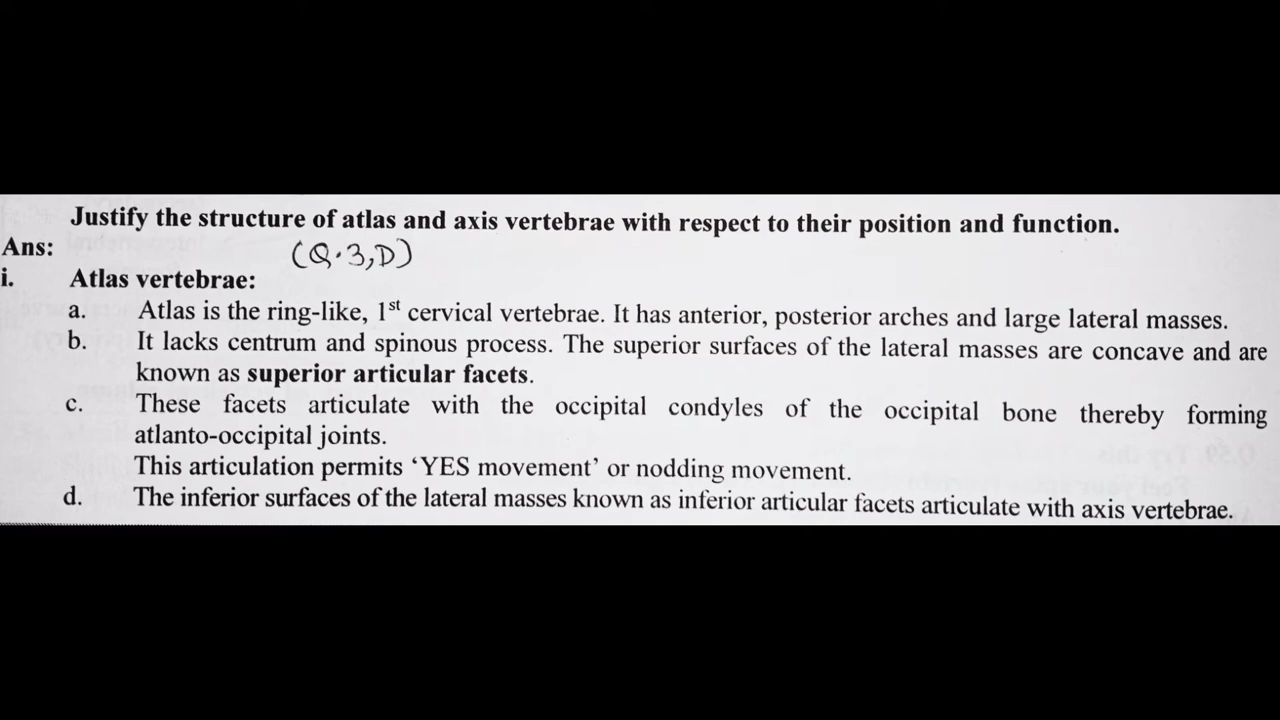 Justify the structure of atlas and axis vertebrae with respect to their position and function.
Ans:
(Q.3,D)
i. Atlas vertebrae:
a. Atlas is the ring-like, 1st cervical vertebrae. It has anterior, posterior arches and large lateral masses.
b. It lacks centrum and spinous process. The superior surfaces of the lateral masses are concave and are
known as superior articular facets.
c. These facets articulate with the occipital condyles of the occipital bone thereby forming
atlanto-occipital joints.
This articulation permits ‘YES movement’ or nodding movement.
d. The inferior surfaces of the lateral masses known as inferior articular facets articulate with axis vertebrae.